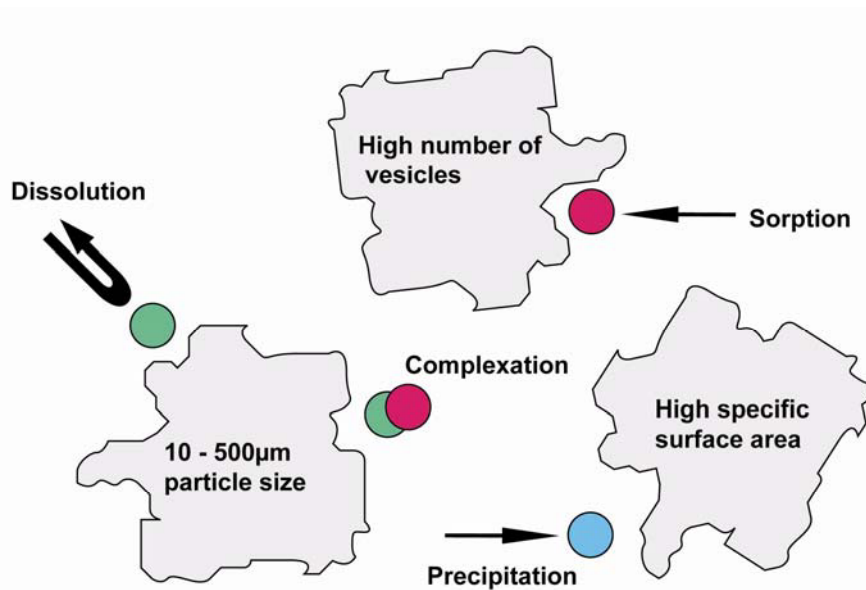 High number of
vesicles
Dissolution
Sorption
Complexation
High specific
surface area
10 - 500µm
particle size
Precipitation